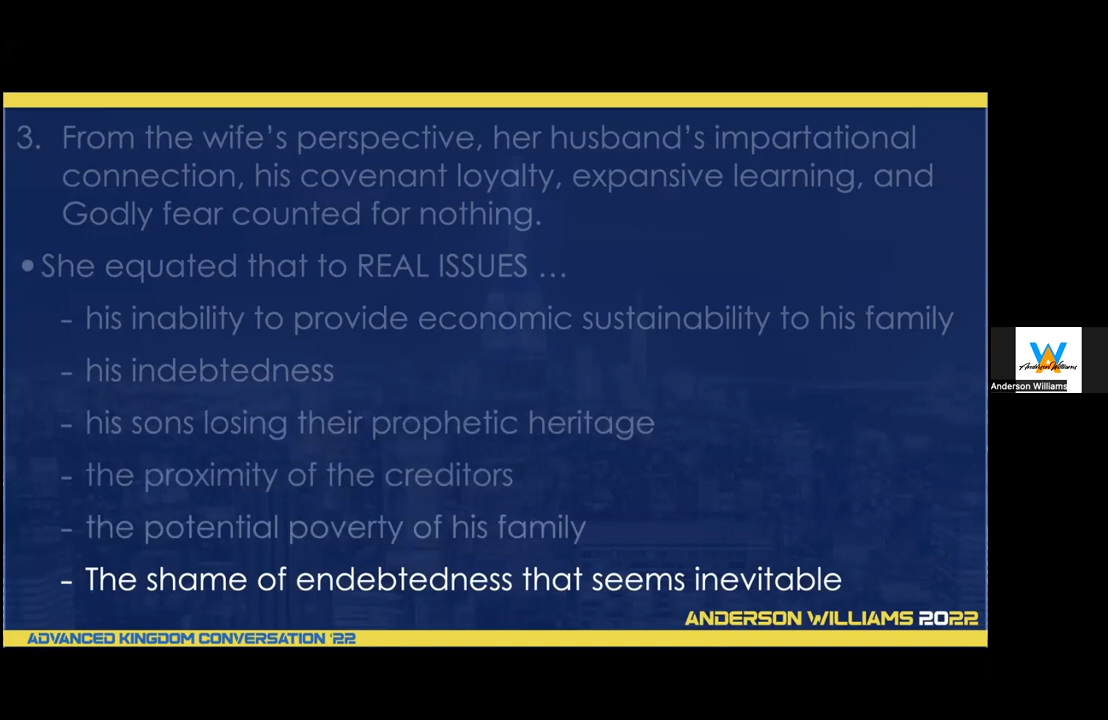 3. From the wife's perspective, her husband's impartational
connection, his covenant loyalty, expansive learning, and
Godly fear counted for nothing.
• She equated that to REAL ISSUES ...
- his inability to provide economic sustainability to his family
- his indebtedness
- his sons losing their prophetic heritage
- the proximity of the creditors
- the potential poverty of his family
- The shame of endebtedness that seems inevitable
ANDERSON WILLIAMS 2022
ADVANCED KINGDOM CONVERSATION '22
Anderson Williams
Anderson Williams